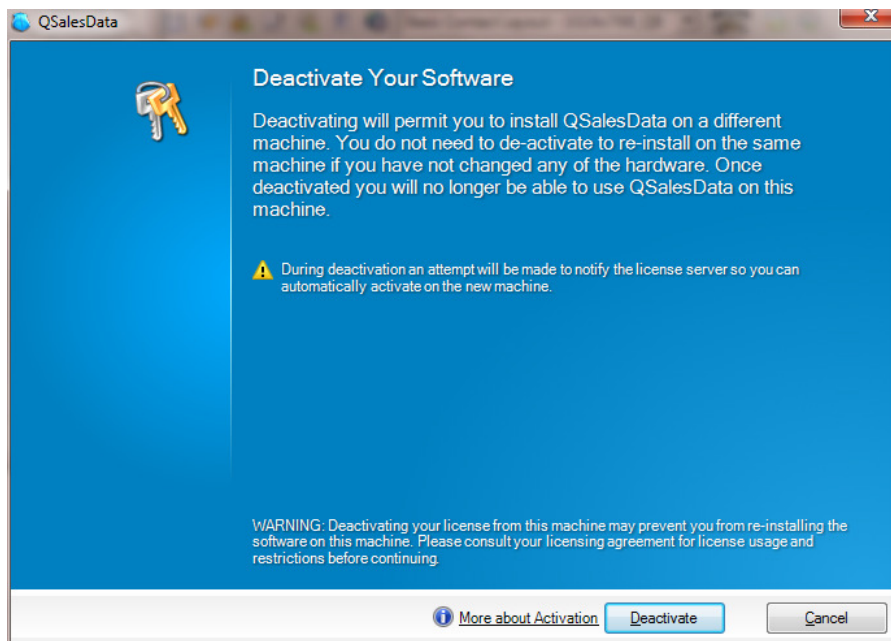 QSalesData
Deactivate Your Software
Deactivating will permit you to install QSalesData on a different
machine. You do not need to de-activate to re-install on the same
machine if you have not changed any of the hardware. Once
deactivated you will no longer be able to use QSalesData on this
machine.
During deactivation an attempt will be made to notify the license server so you can
automatically activate on the new machine.
WARNING: Deactivating your license from this machine may prevent you from re-installing the
software on this machine. Please consult your licensing agreement for license usage and
restrictions before continuing.
More about Activation Deactivate Cancel